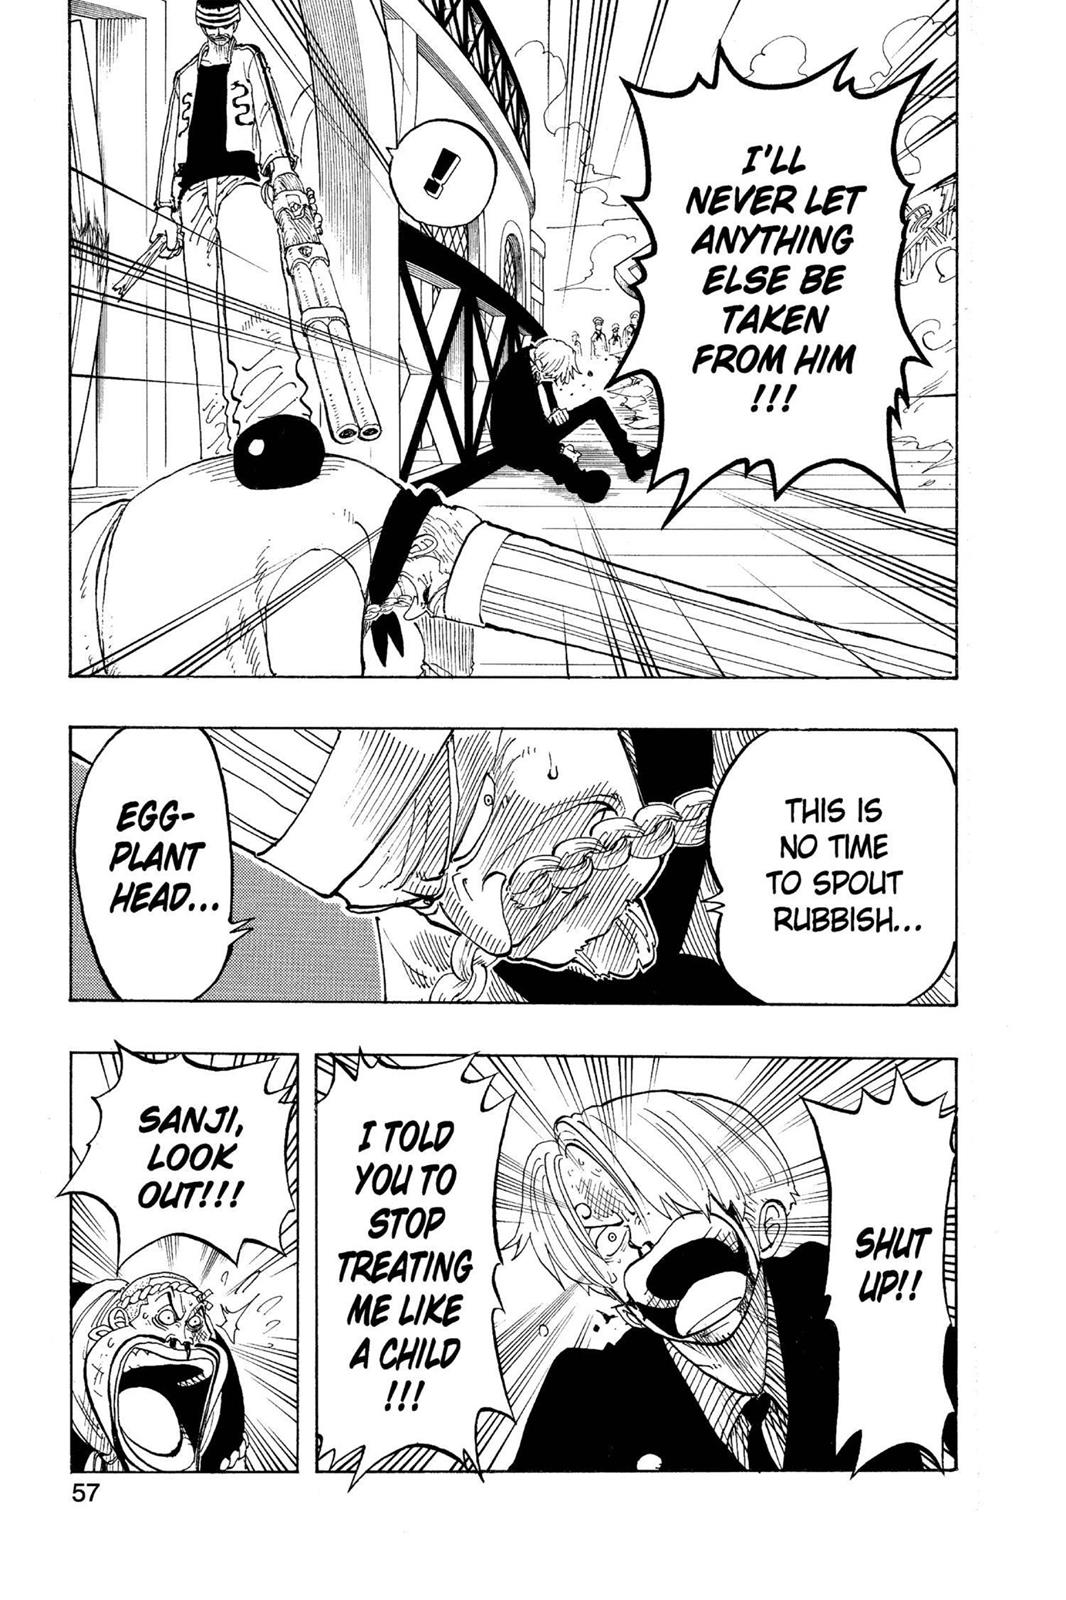 I'LL
NEVER LET
ANYTHING
ELSE BE
TAKEN
FROM HIM
!!!
!
THIS IS
NO TIME
TO SPOUT
RUBBISH...
EGG-
PLANT
HEAD...
SHUT
UP!!
I TOLD
YOU TO
STOP
TREATING
ME LIKE
A CHILD
!!!
SANJI,
LOOK
OUT!!!
57